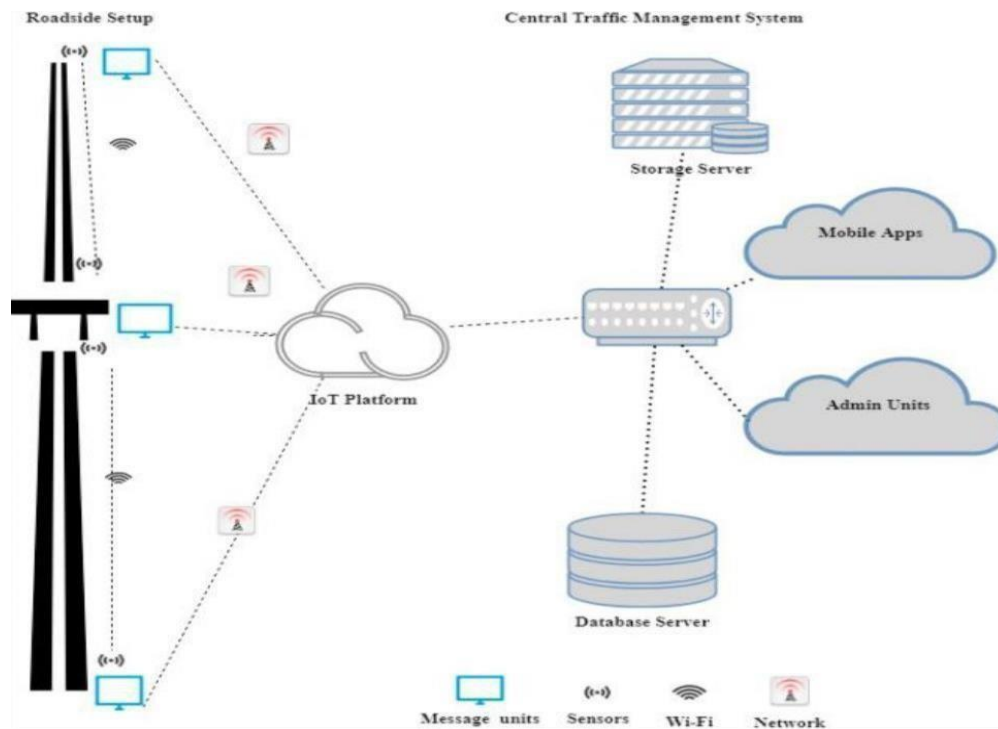 Roadside Setup
Central Traffic Management System
Storage Server
Mobile Apps
IoT Platform
Admin Units
Database Server
Message units
Sensors
Wi-Fi
Network